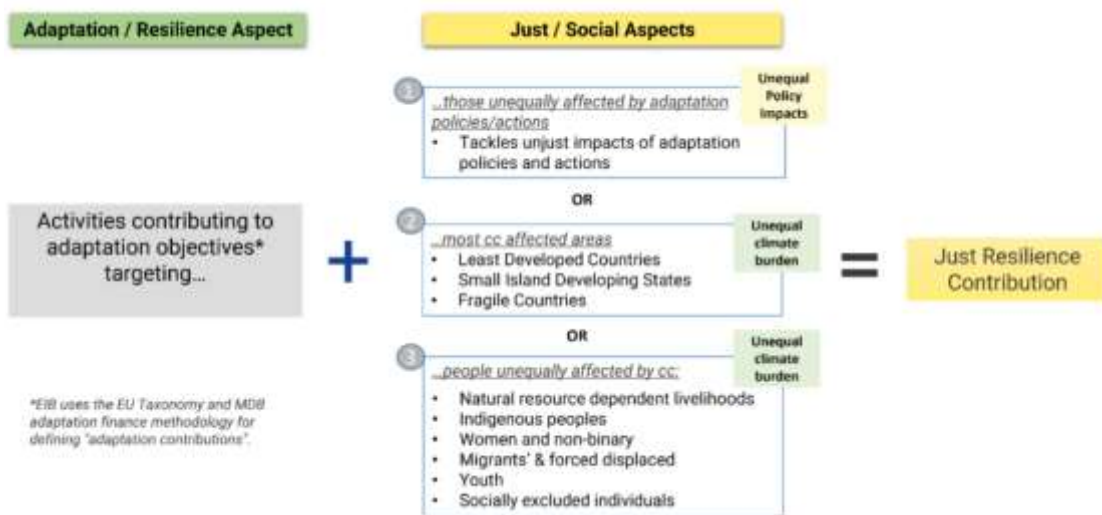 Adaptation / Resilience Aspect
Just / Social Aspects
1
Unequal
Policy
Impacts
...those unequally affected by adaptation
policies/actions
• Tackles unjust impacts of adaptation
policies and actions
OR
Activities contributing to
adaptation objectives*
targeting...
+
2
Unequal
climate
burden
...most cc affected areas
• Least Developed Countries
• Small Island Developing States
• Fragile Countries
=
Just Resilience
Contribution
OR
3
Unequal
climate
burden
...people unequally affected by cc:
• Natural resource dependent livelihoods
• Indigenous peoples
• Women and non-binary
• Migrants' & forced displaced
• Youth
• Socially excluded individuals
*EIB uses the EU Taxonomy and MDB
adaptation finance methodology for
defining "adaptation contributions".